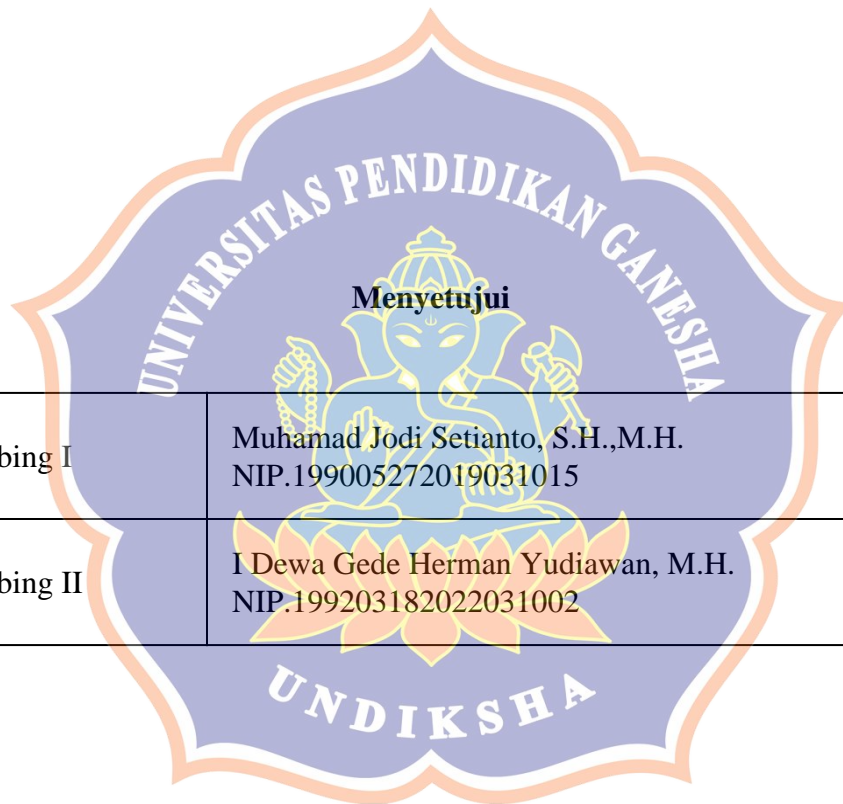 UNIVERSITAS PENDIDIKAN GANESHA
Menyetujui
bing I
Muhamad Jodi Setianto, S.H.,M.H.
NIP.199005272019031015
bing II
I Dewa Gede Herman Yudiawan, M.H.
NIP.199203182022031002
UNDIKSHA